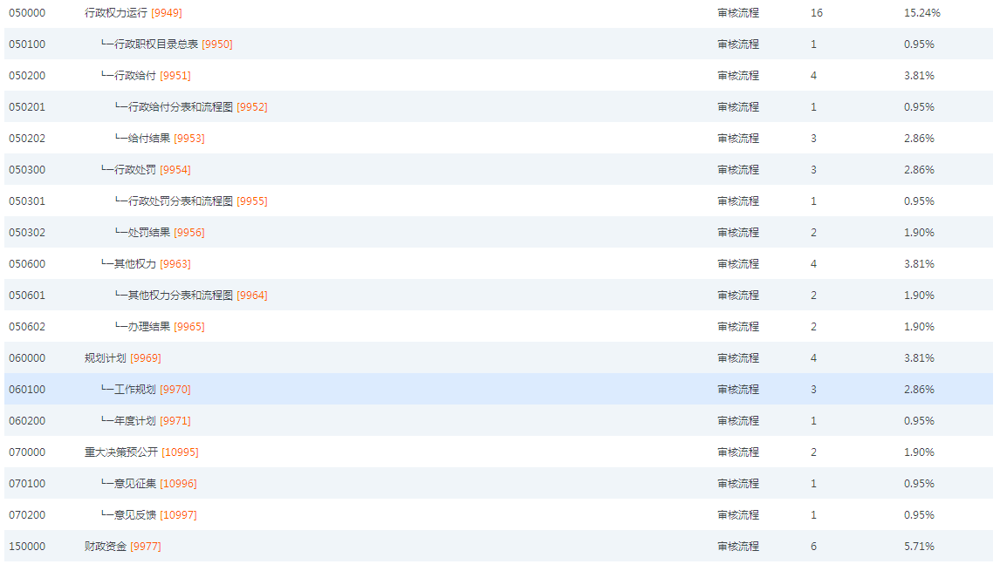 050000 行政权力运行 [9949] 审核流程 16 15.24%
050100 └─行政职权目录总表 [9950] 审核流程 1 0.95%
050200 └─行政给付 [9951] 审核流程 4 3.81%
050201 └─行政给付分表和流程图 [9952] 审核流程 1 0.95%
050202 └─给付结果 [9953] 审核流程 3 2.86%
050300 └─行政处罚 [9954] 审核流程 3 2.86%
050301 └─行政处罚分表和流程图 [9955] 审核流程 1 0.95%
050302 └─处罚结果 [9956] 审核流程 2 1.90%
050600 └─其他权力 [9963] 审核流程 4 3.81%
050601 └─其他权力分表和流程图 [9964] 审核流程 2 1.90%
050602 └─办理结果 [9965] 审核流程 2 1.90%
060000 规划计划 [9969] 审核流程 4 3.81%
060100 └─工作规划 [9970] 审核流程 3 2.86%
060200 └─年度计划 [9971] 审核流程 1 0.95%
070000 重大决策预公开 [10995] 审核流程 2 1.90%
070100 └─意见征集 [10996] 审核流程 1 0.95%
070200 └─意见反馈 [10997] 审核流程 1 0.95%
150000 财政资金 [9977] 审核流程 6 5.71%